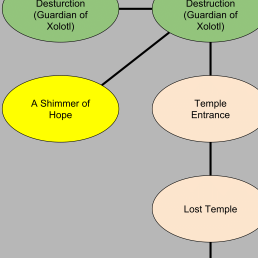 Desturction
(Guardian of
Xolotl)
Destruction
(Guardian of
Xolotl)
A Shimmer of
Hope
Temple
Entrance
Lost Temple